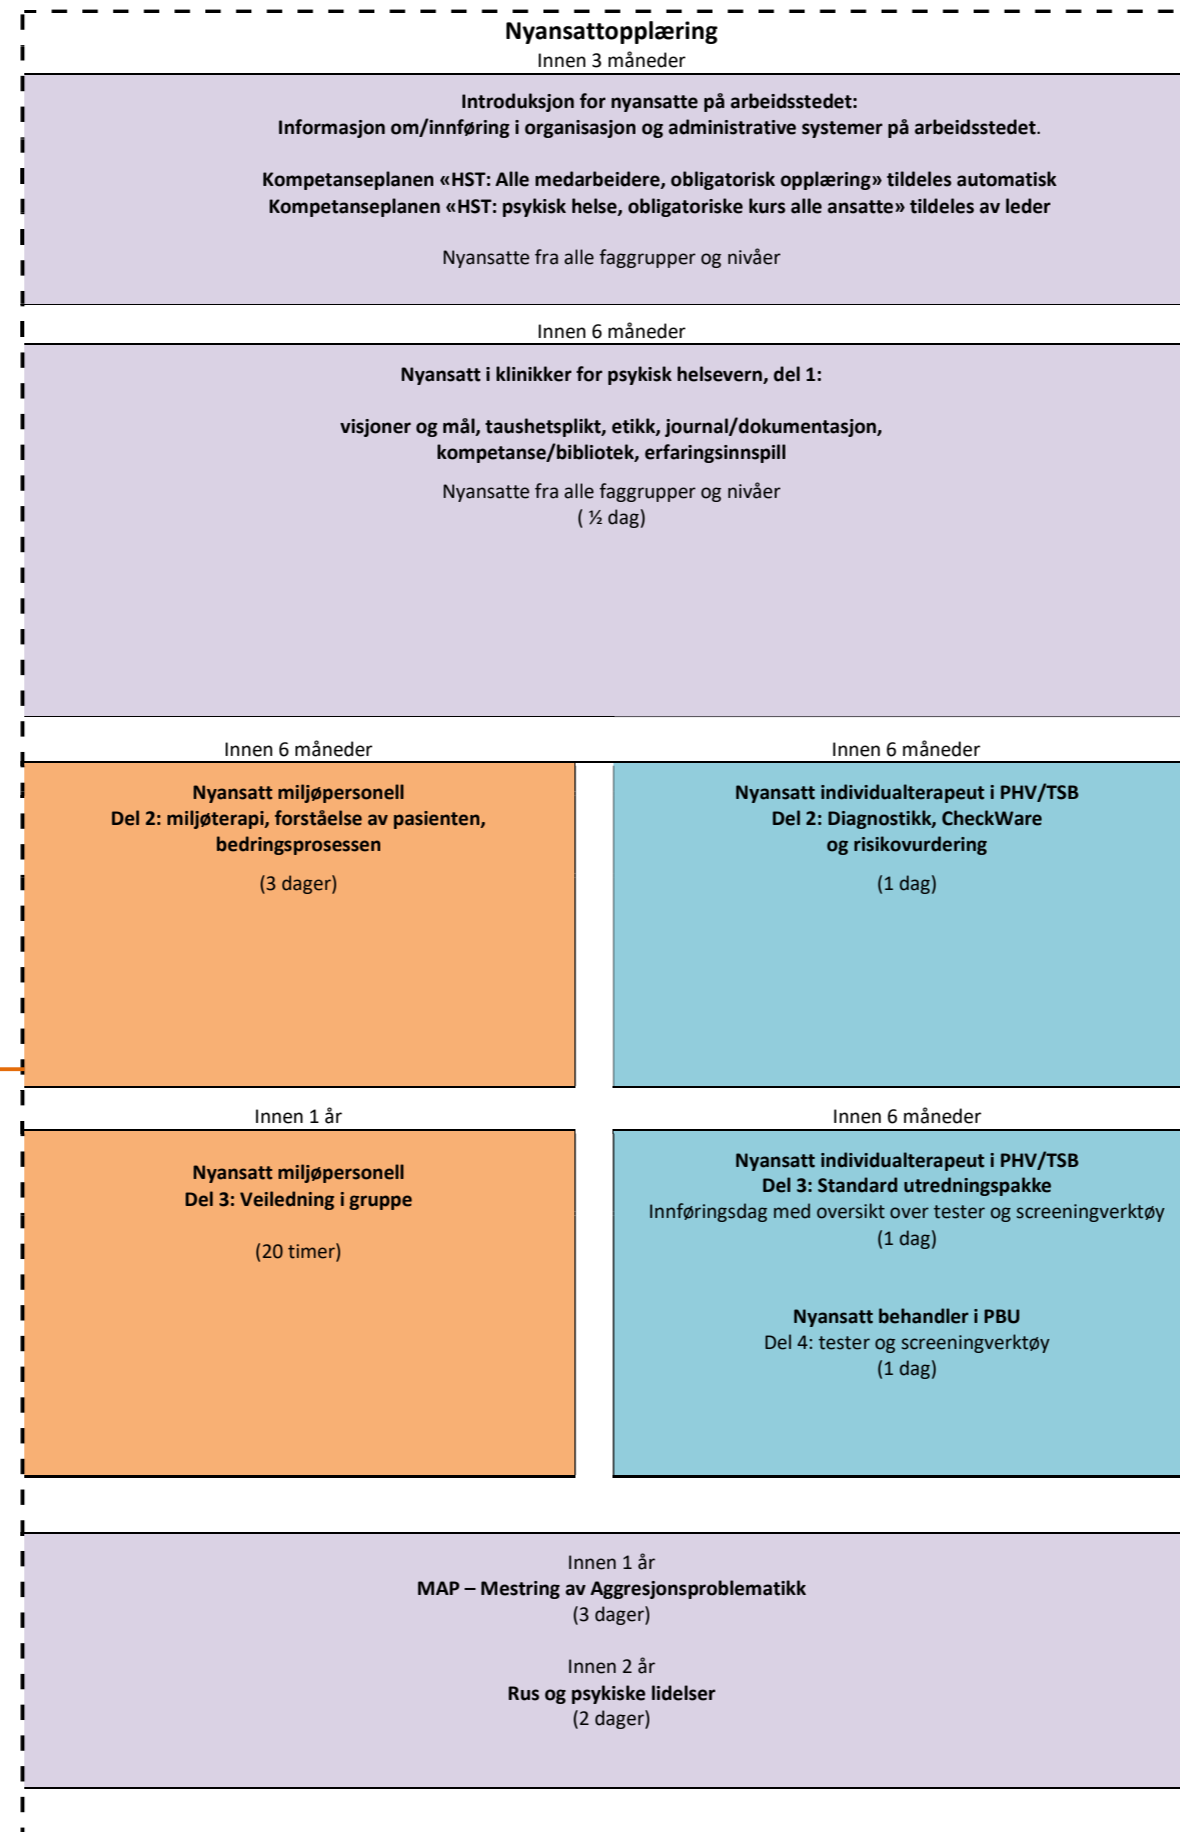 Nyansattopplæring
Innen 3 måneder
Introduksjon for nyansatte på arbeidsstedet:
Informasjon om/innføring i organisasjon og administrative systemer på arbeidsstedet.
Kompetanseplanen «HST: Alle medarbeidere, obligatorisk opplæring» tildeles automatisk
Kompetanseplanen «HST: psykisk helse, obligatoriske kurs alle ansatte» tildeles av leder
Nyansatte fra alle faggrupper og nivåer
Innen 6 måneder
Nyansatt i klinikker for psykisk helsevern, del 1:
visjoner og mål, taushetsplikt, etikk, journal/dokumentasjon,
kompetanse/bibliotek, erfaringsinnspill
Nyansatte fra alle faggrupper og nivåer
( ½ dag)
Innen 6 måneder
Nyansatt miljøpersonell
Del 2: miljøterapi, forståelse av pasienten,
bedringsprosessen
(3 dager)
Innen 6 måneder
Nyansatt individualterapeut i PHV/TSB
Del 2: Diagnostikk, CheckWare
og risikovurdering
(1 dag)
Innen 1 år
Nyansatt miljøpersonell
Del 3: Veiledning i gruppe
(20 timer)
Innen 6 måneder
Nyansatt individualterapeut i PHV/TSB
Del 3: Standard utredningspakke
Innføringsdag med oversikt over tester og screeningverktøy
(1 dag)
Nyansatt behandler i PBU
Del 4: tester og screeningverktøy
(1 dag)
Innen 1 år
MAP – Mestring av Aggresjonsproblematikk
(3 dager)
Innen 2 år
Rus og psykiske lidelser
(2 dager)